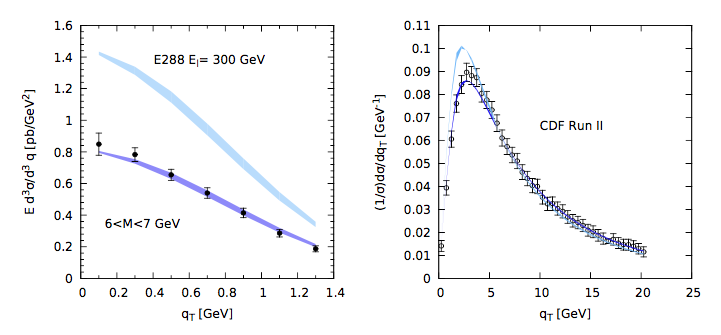 1.6
1.4
1.2
1
0.8
0.6
0.4
0.2
0
0 0.2 0.4 0.6 0.8 1 1.2 1.4
E d³σ/d³ q [pb/GeV²]
q_T [GeV]
E288 E_l= 300 GeV
6<M<7 GeV
0.11
0.1
0.09
0.08
0.07
0.06
0.05
0.04
0.03
0.02
0.01
0
0 5 10 15 20 25
(1/σ)dσ/dq_T [GeV⁻¹]
q_T [GeV]
CDF Run II